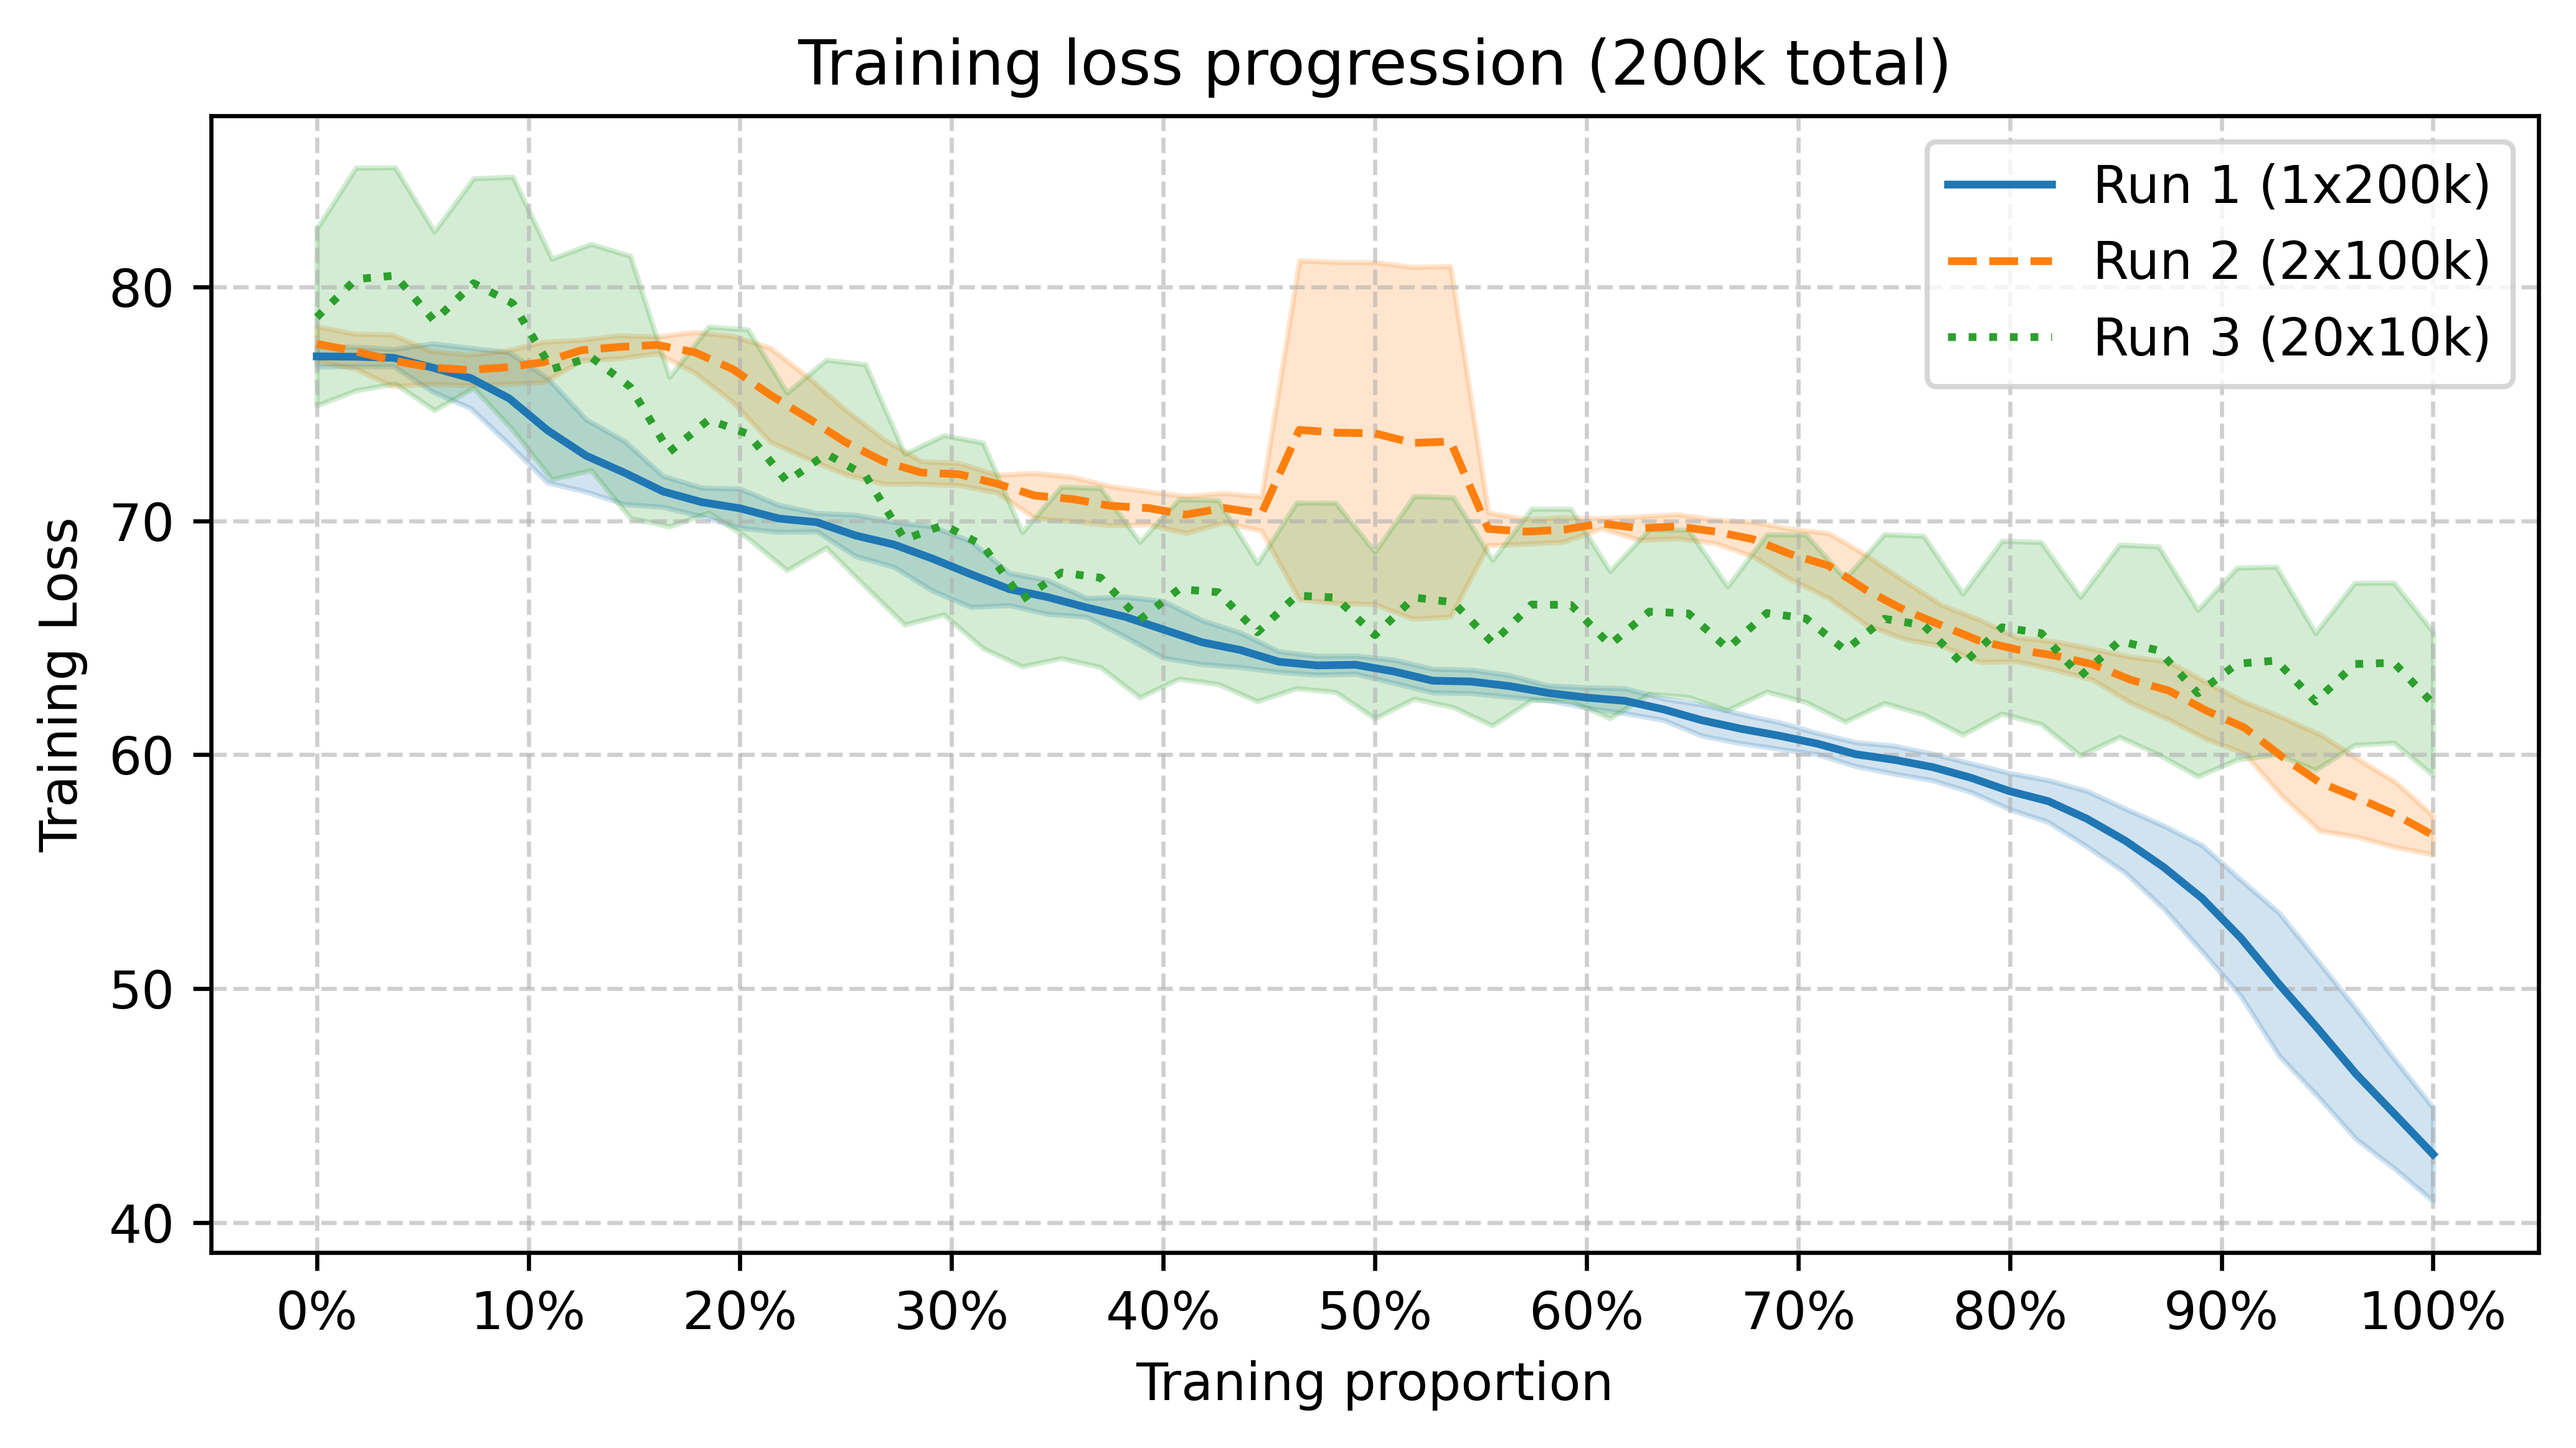 Training loss progression (200k total)
Run 1 (1x200k)
Run 2 (2x100k)
Run 3 (20x10k)
Training Loss
80
70
60
50
40
0% 10% 20% 30% 40% 50% 60% 70% 80% 90% 100%
Traning proportion